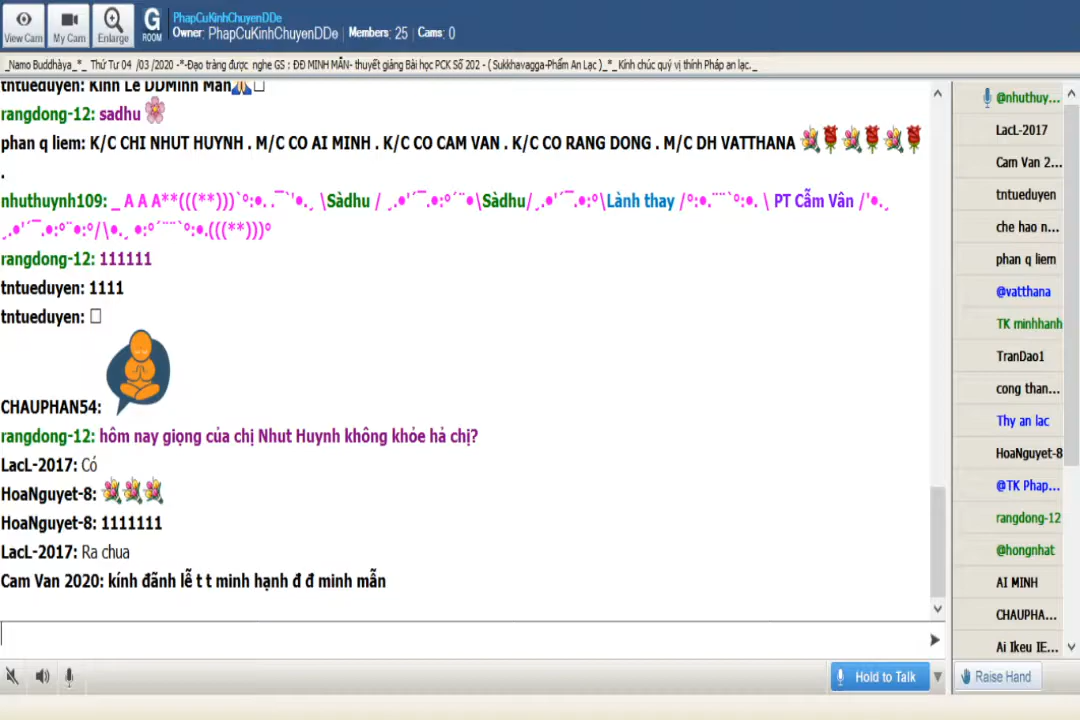 View Cam
My Cam
Enlarge
G
ROOM
PhapCuKinhChuyenDDe
Owner: PhapCuKinhChuyenDDe | Members: 25 | Cams: 0
_Namo Buddhàya_*_ Thứ Tư 04 /03 /2020 -*-Đạo tràng được nghe GS : ĐĐ MINH MẪN- thuyết giảng Bài học PCK Số 202 - ( Sukkhavagga-Phẩm An Lạc )_*_Kính chúc quý vị thính Pháp an lạc._
tntueduyen: Kính Lễ DDMinh Mẫn🙏
rangdong-12: sadhu
phan q liem: K/C CHI NHUT HUYNH . M/C CO AI MINH . K/C CO CAM VAN . K/C CO RANG DONG . M/C DH VATTHANA
.
nhuthuynh109: _ A A A**(((**)))`°:•. .¯`'•.¸ \Sàdhu / ¸.•'´¯.•:°´¨•\Sàdhu/¸.•'´¯.•:°\Lành thay /°:•.¨¨`°:•. \ PT Cẩm Vân /'•.¸
¸.•'´¯.•:°¨•:°/\•.¸ •:°´¨¨`°:•.(((**)))°
rangdong-12: 111111
tntueduyen: 1111
tntueduyen:
CHAUPHAN54:
rangdong-12: hôm nay giọng của chị Nhut Huynh không khỏe hả chị?
LacL-2017: Có
HoaNguyet-8:
HoaNguyet-8: 1111111
LacL-2017: Ra chua
Cam Van 2020: kính đãnh lễ t t minh hạnh đ đ minh mẫn
Hold to Talk
@nhuthuy...
LacL-2017
Cam Van 2...
tntueduyen
che hao n...
phan q liem
@vatthana
TK minhhanh
TranDao1
cong than...
Thy an lac
HoaNguyet-8
@TK Phap...
rangdong-12
@hongnhat
AI MINH
CHAUPHA...
Ai Ikeu IE...
Raise Hand